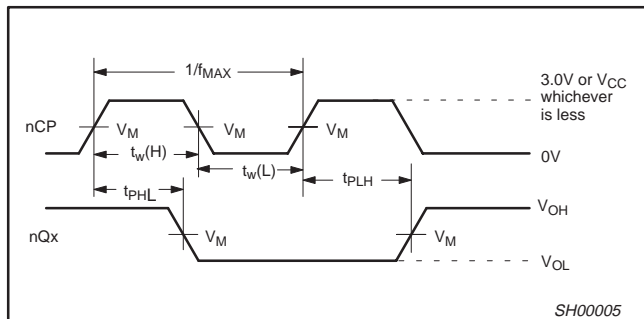 1/fMAX
3.0V or VCC
whichever
is less
nCP
VM
VM
VM
tw(H)
tw(L)
0V
tPHL
tPLH
VOH
nQx
VM
VM
VOL
SH00005